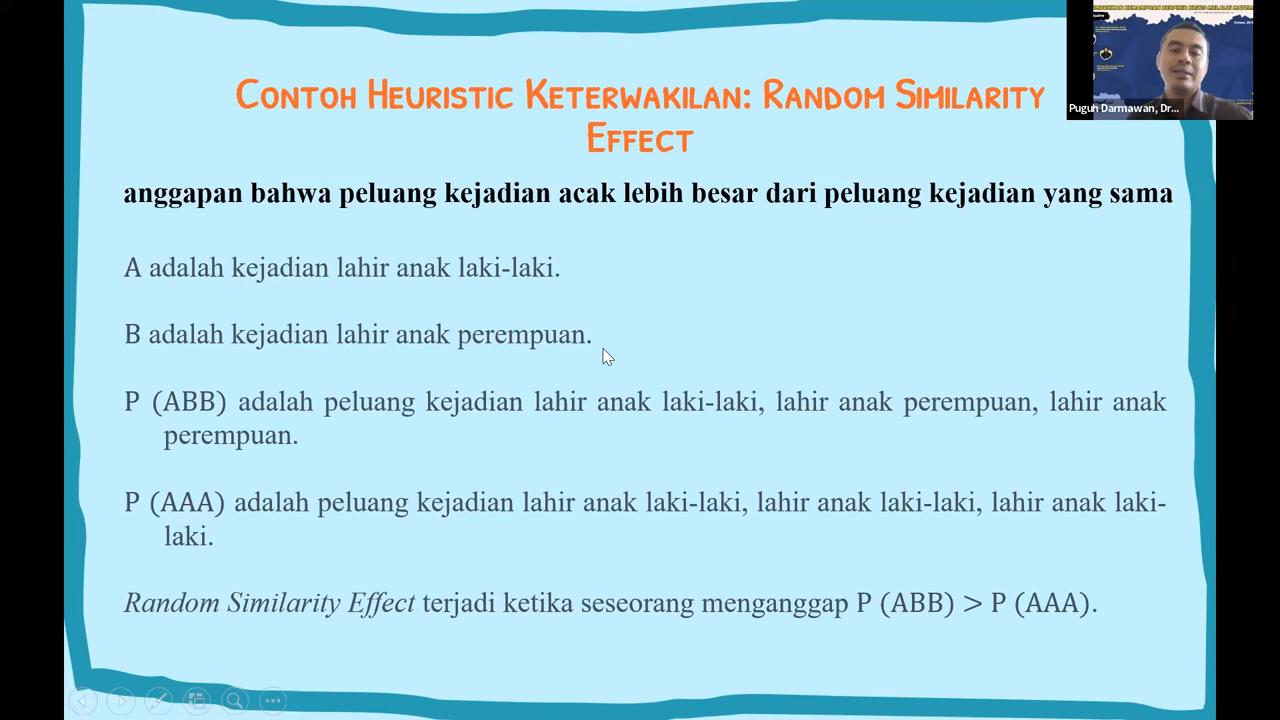 CONTOH HEURISTIC KETERWAKILAN: RANDOM SIMILARITY
EFFECT
anggapan bahwa peluang kejadian acak lebih besar dari peluang kejadian yang sama
A adalah kejadian lahir anak laki-laki.
B adalah kejadian lahir anak perempuan.
P (ABB) adalah peluang kejadian lahir anak laki-laki, lahir anak perempuan, lahir anak
perempuan.
P (AAA) adalah peluang kejadian lahir anak laki-laki, lahir anak laki-laki, lahir anak laki-
laki.
Random Similarity Effect terjadi ketika seseorang menganggap P (ABB) > P (AAA).
Puguh Darmawan, Dr...